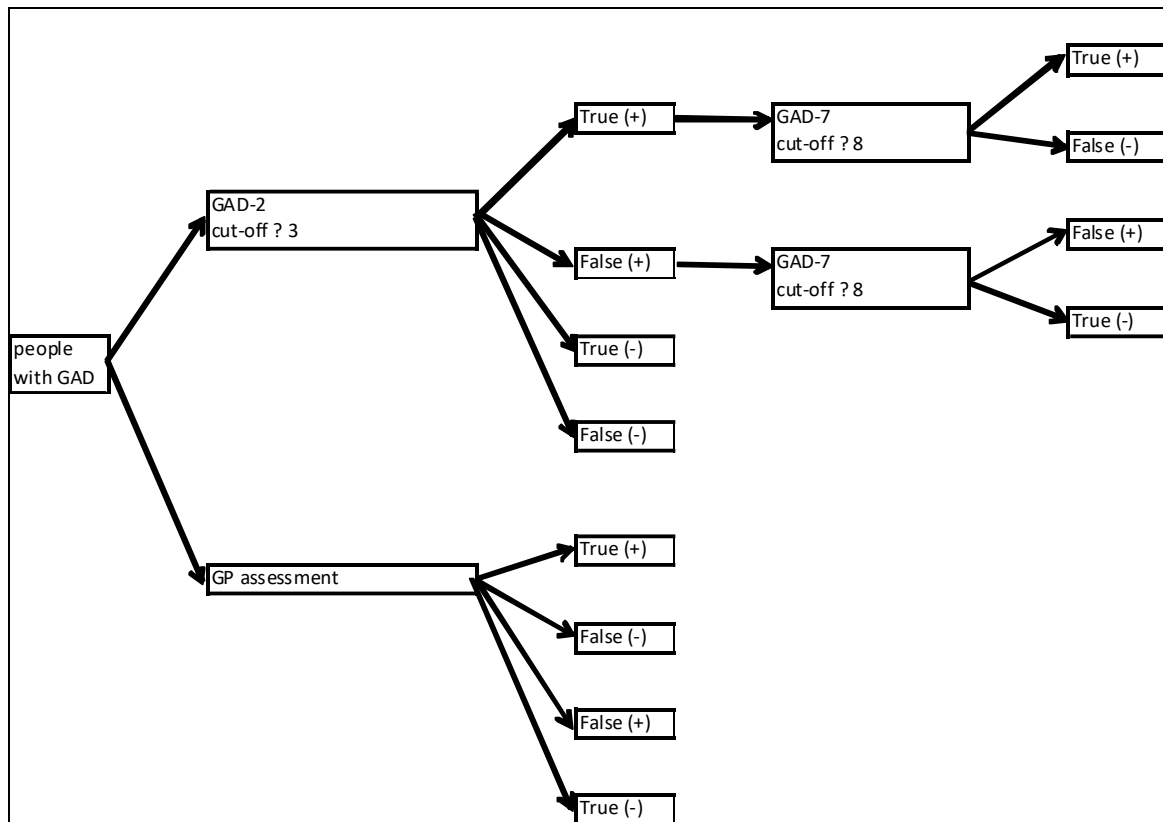 True (+)
True (+)
GAD-7
cut-off ? 8
False (-)
GAD-2
cut-off ? 3
False (+)
False (+)
GAD-7
cut-off ? 8
True (-)
people
with GAD
True (-)
False (-)
True (+)
GP assessment
False (-)
False (+)
True (-)